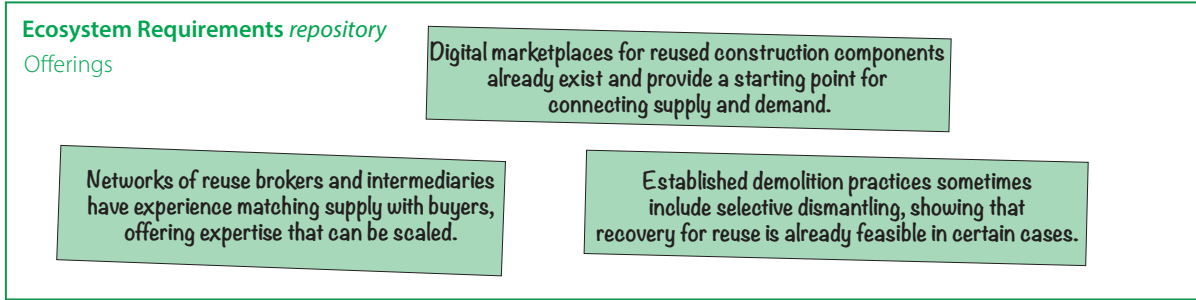 Ecosystem Requirements repository
Offerings
Digital marketplaces for reused construction components
already exist and provide a starting point for
connecting supply and demand.
Networks of reuse brokers and intermediaries
have experience matching supply with buyers,
offering expertise that can be scaled.
Established demolition practices sometimes
include selective dismantling, showing that
recovery for reuse is already feasible in certain cases.